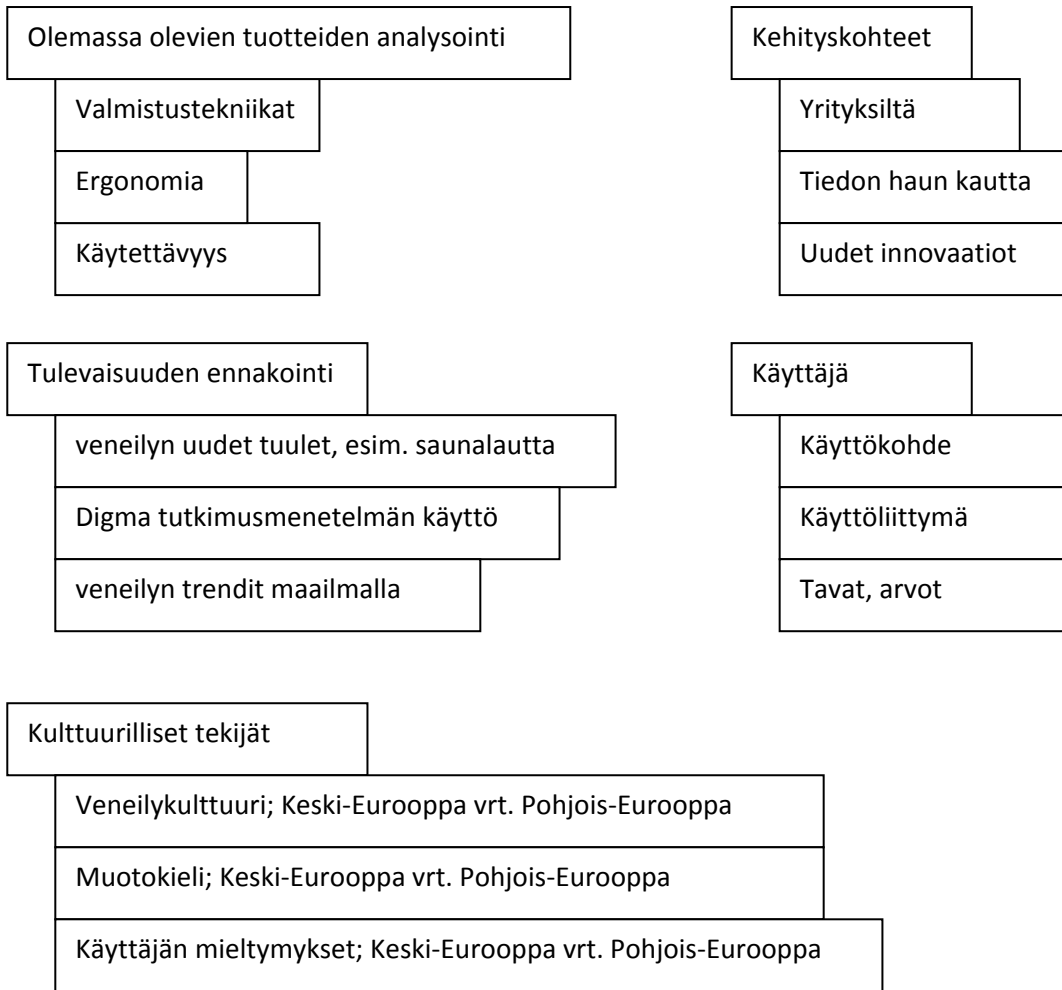 Olemassa olevien tuotteiden analysointi
Valmistustekniikat
Ergonomia
Käytettävyys
Kehityskohteet
Yrityksiltä
Tiedon haun kautta
Uudet innovaatiot
Tulevaisuuden ennakointi
veneilyn uudet tuulet, esim. saunalautta
Digma tutkimusmenetelmän käyttö
veneilyn trendit maailmalla
Käyttäjä
Käyttökohde
Käyttöliittymä
Tavat, arvot
Kulttuurilliset tekijät
Veneilykulttuuri; Keski-Eurooppa vrt. Pohjois-Eurooppa
Muotokieli; Keski-Eurooppa vrt. Pohjois-Eurooppa
Käyttäjän mieltymykset; Keski-Eurooppa vrt. Pohjois-Eurooppa